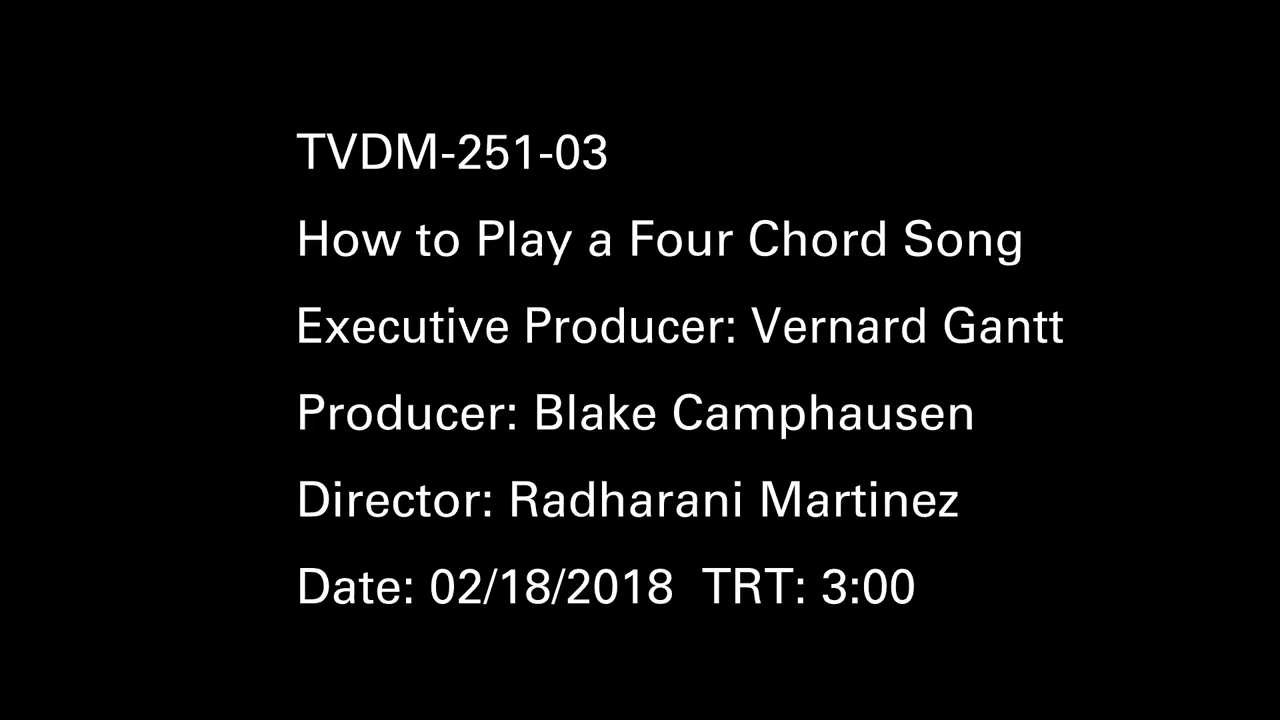 TVDM-251-03
How to Play a Four Chord Song
Executive Producer: Vernard Gantt
Producer: Blake Camphausen
Director: Radharani Martinez
Date: 02/18/2018 TRT: 3:00